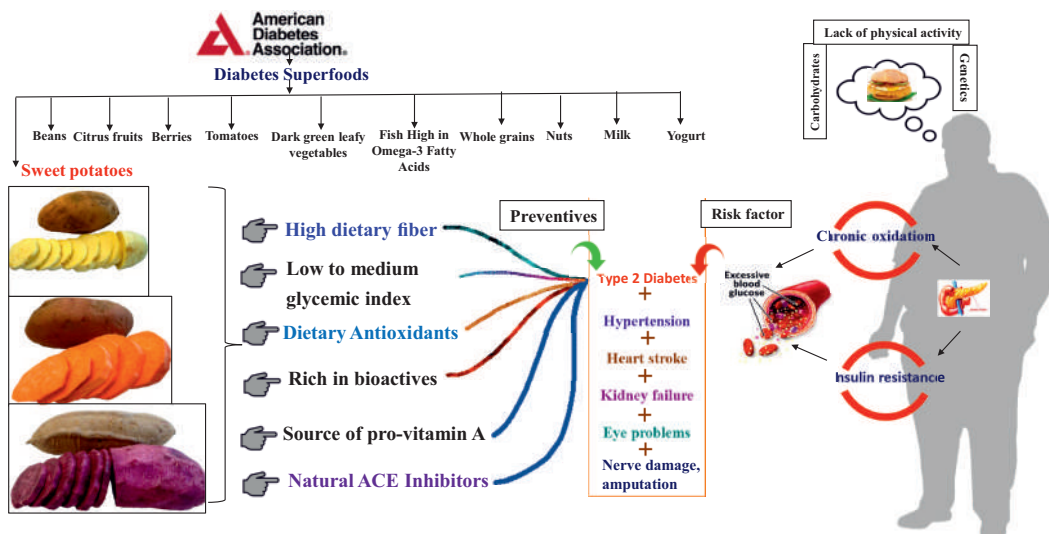 American
Diabetes
Association®
Diabetes Superfoods
Beans
Citrus fruits
Berries
Tomatoes
Dark green leafy
vegetables
Fish High in
Omega-3 Fatty
Acids
Whole grains
Nuts
Milk
Yogurt
Sweet potatoes
High dietary fiber
Low to medium
glycemic index
Dietary Antioxidants
Rich in bioactives
Source of pro-vitamin A
Natural ACE Inhibitors
Preventives
Risk factor
Type 2 Diabetes
+
Hypertension
+
Heart stroke
+
Kidney failure
+
Eye problems
+
Nerve damage,
amputation
Excessive
blood
glucose
Lack of physical activity
Carbohydrates
Genetics
Chronic oxidation
Insulin resistance